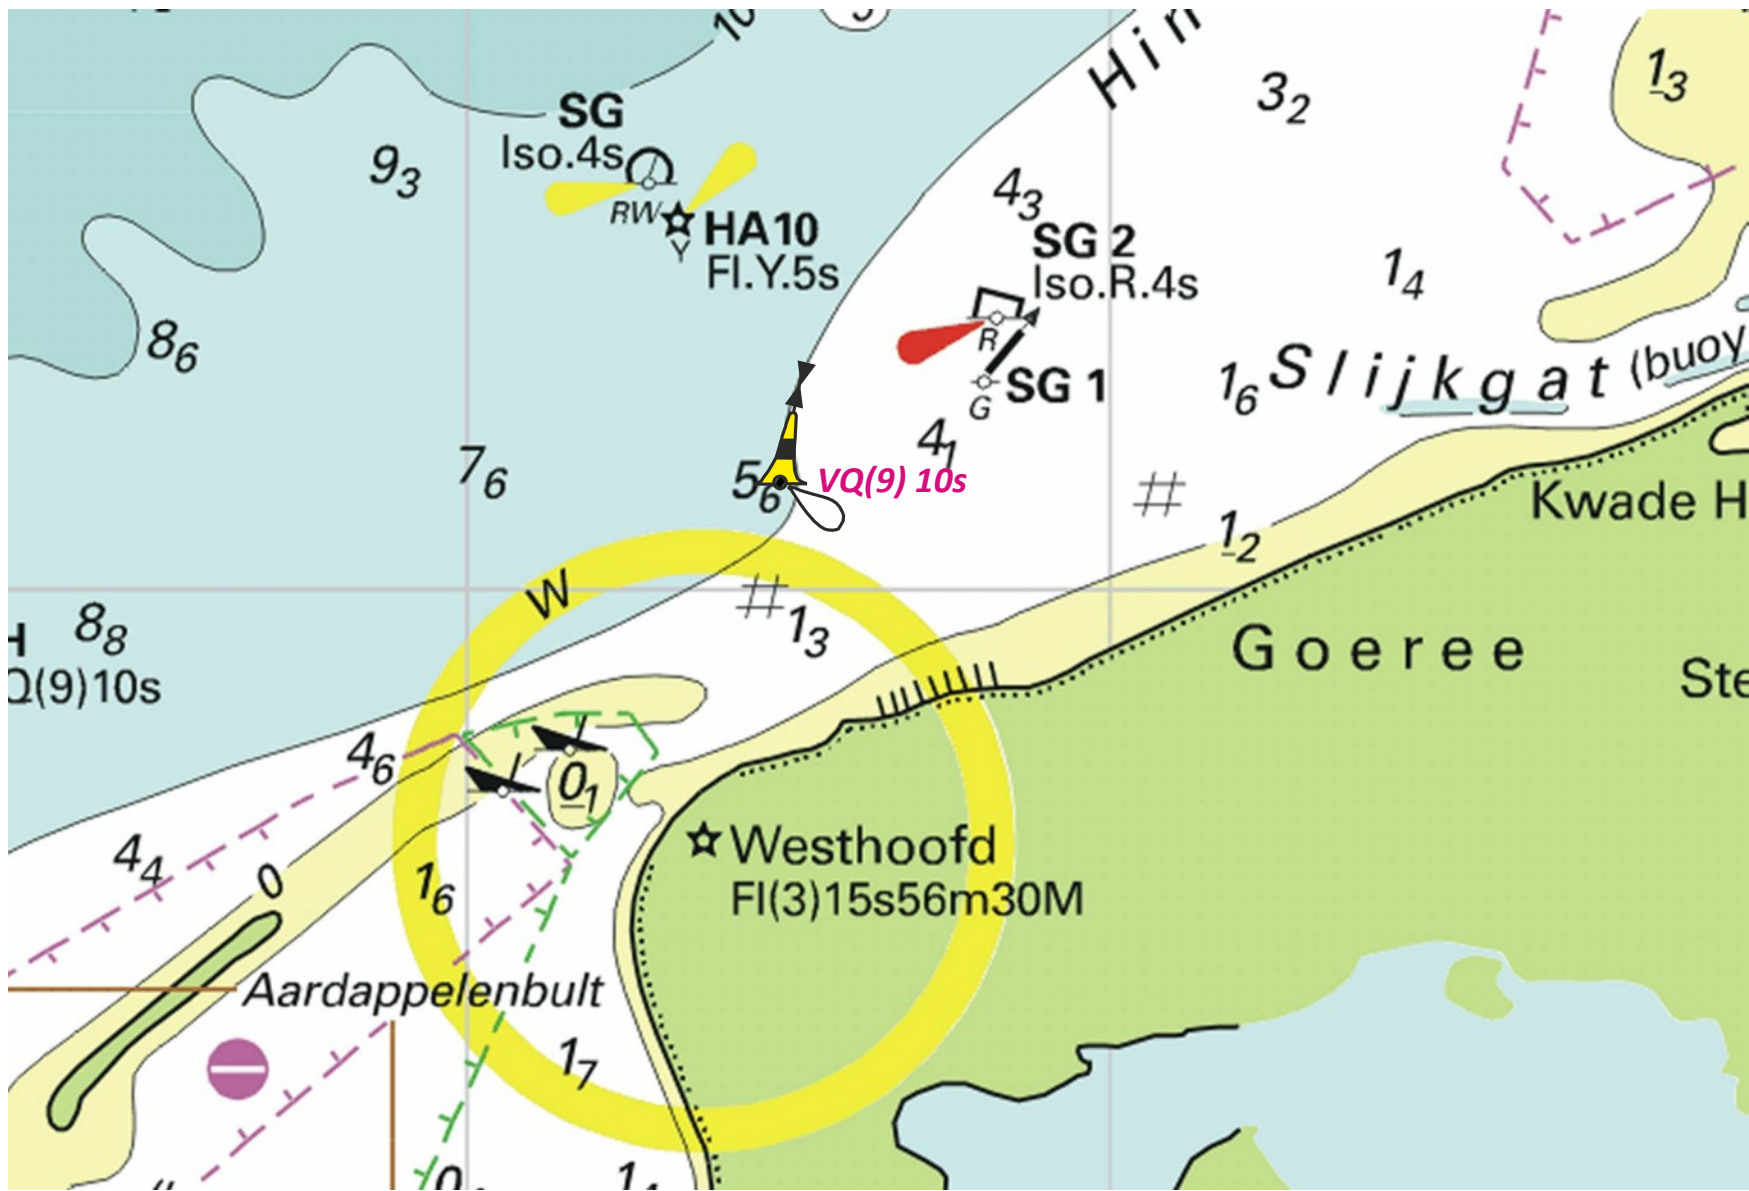 10
Hin
1₃
SG
Iso.4s
RW
9₃
3₂
4₃
HA10
Y
Fl.Y.5s
SG 2
Iso.R.4s
R
1₄
8₆
SG 1
G
1₆
Slijkgat (buoy
4₁
7₆
5₆
VQ(9) 10s
Kwade H
1₂
W
8₈
H
Q(9)10s
1₃
Goeree
Ste
4₆
0₁
4₄
0
1₆
Westhoofd
Fl(3)15s56m30M
Aardappelenbult
1₇